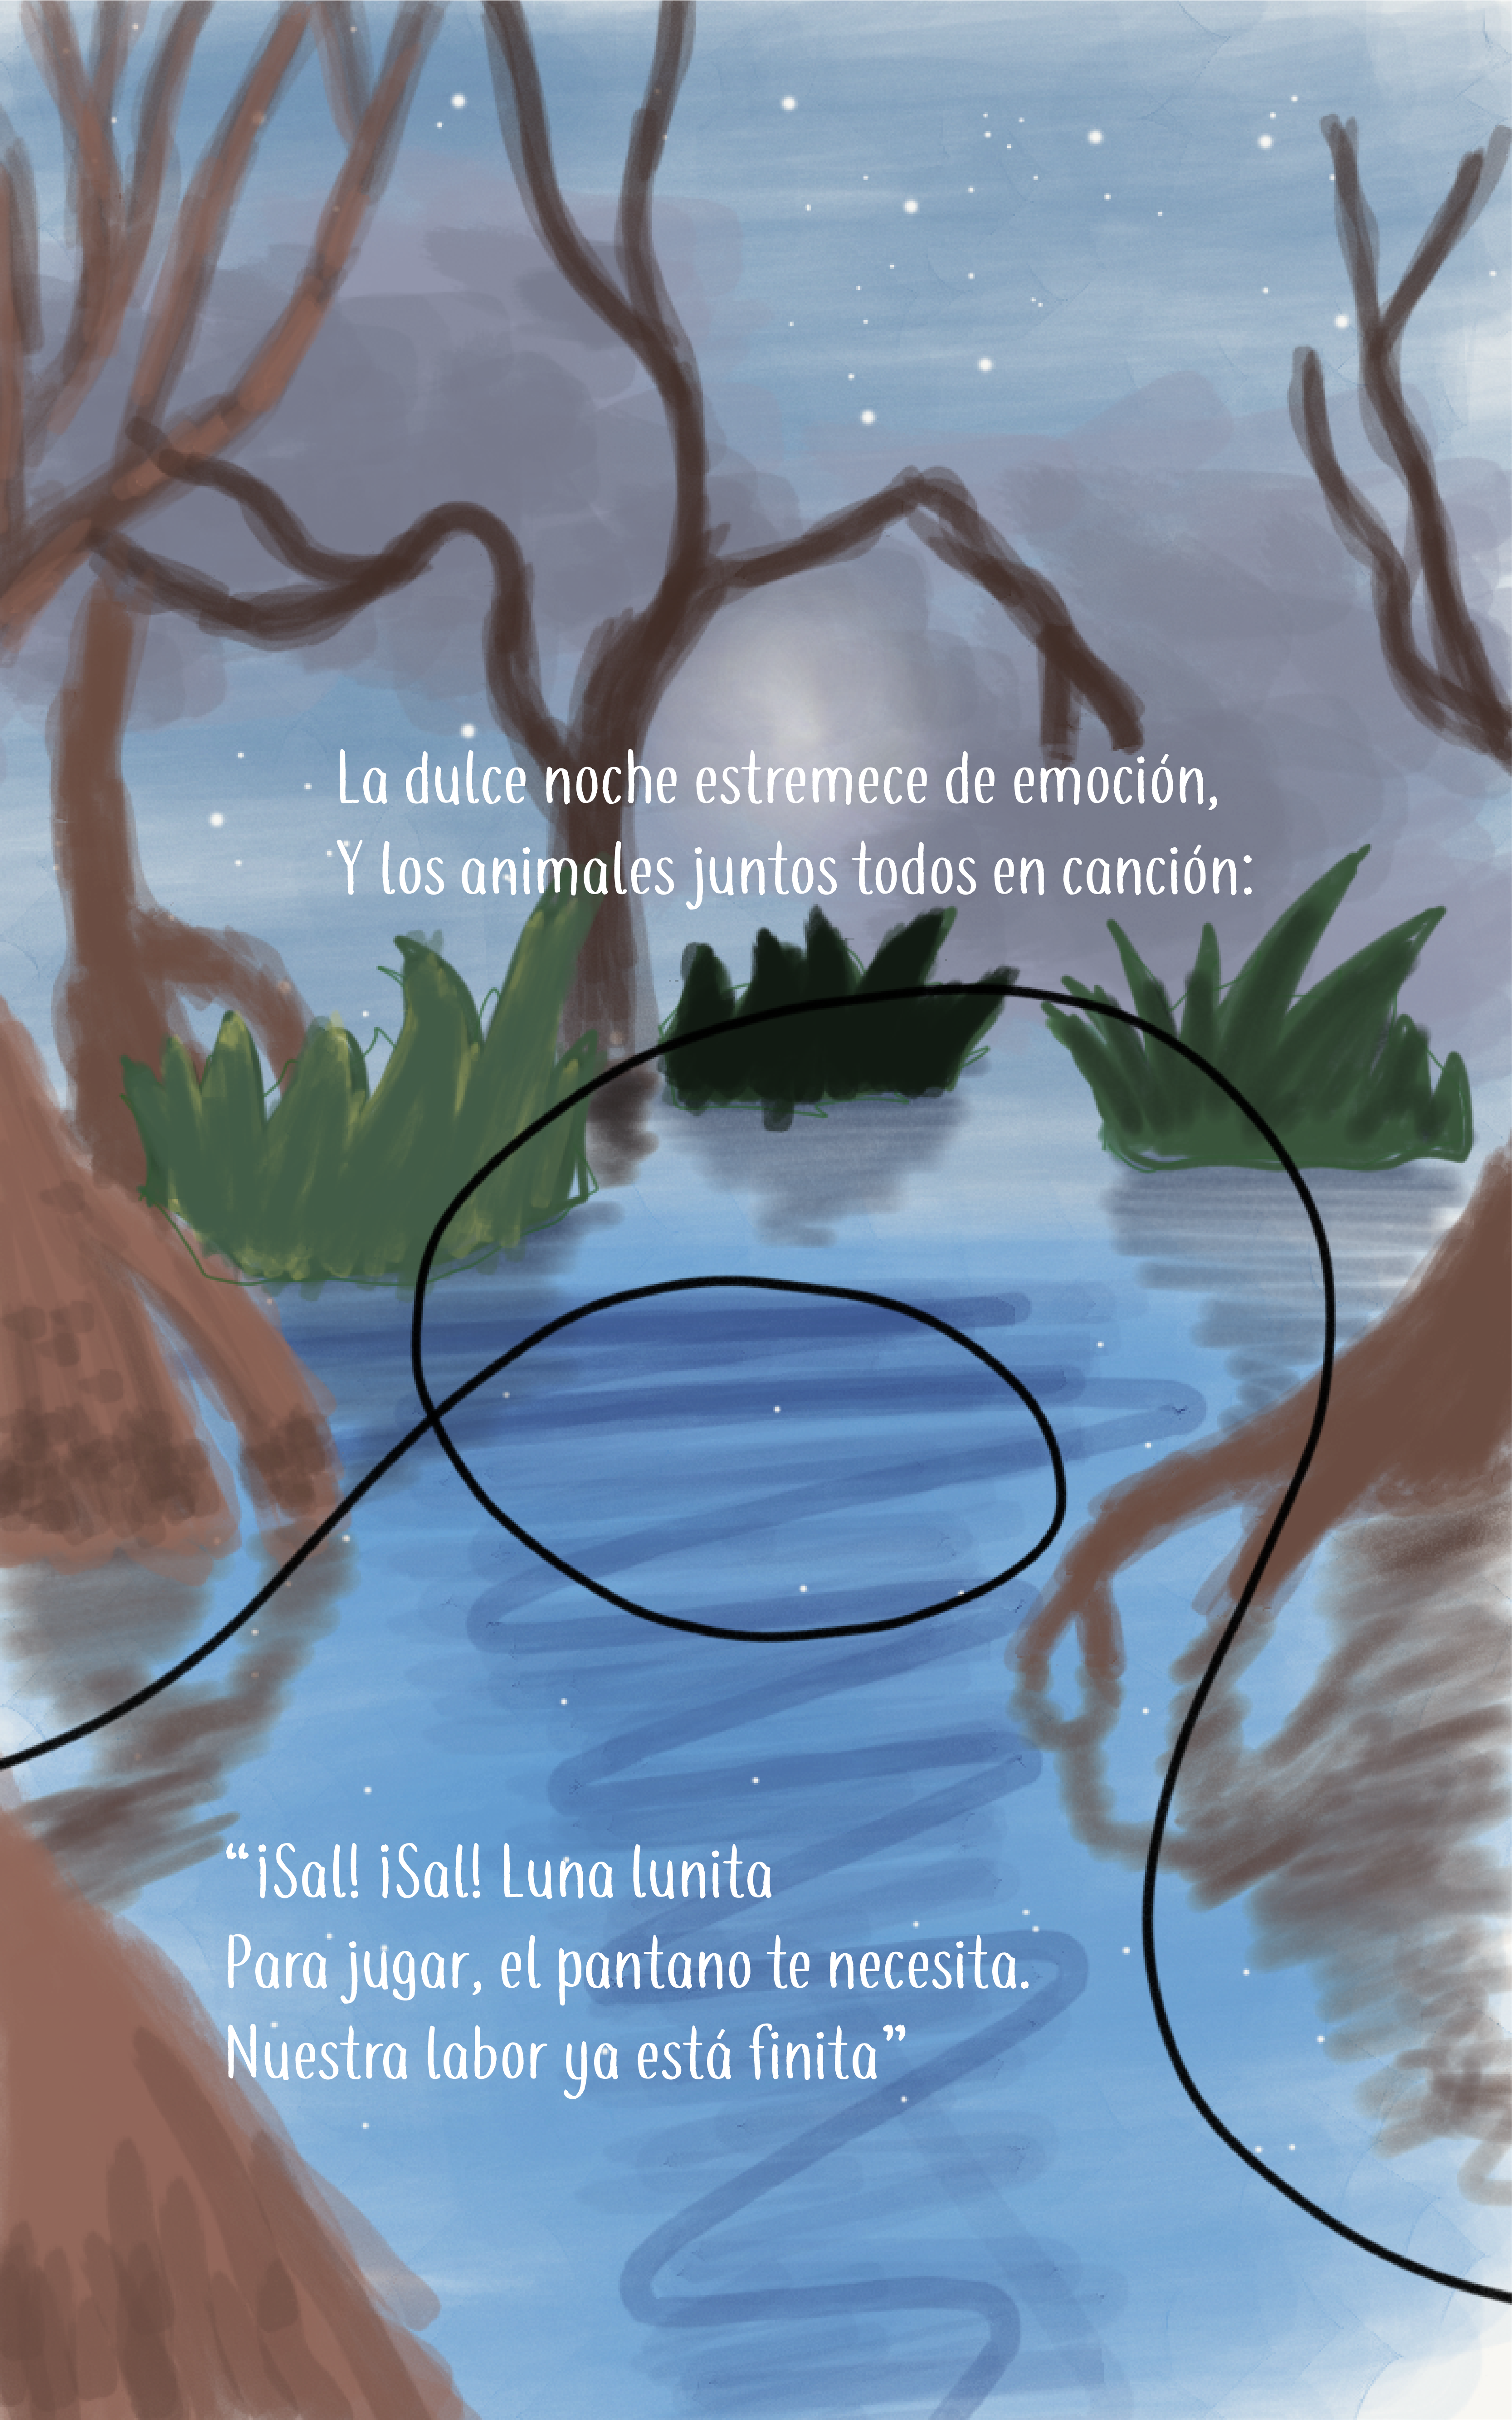 La dulce noche estremece de emoción,
Y los animales juntos todos en canción:
“¡Sal! ¡Sal! Luna lunita
Para jugar, el pantano te necesita.
Nuestra labor ya está finita”